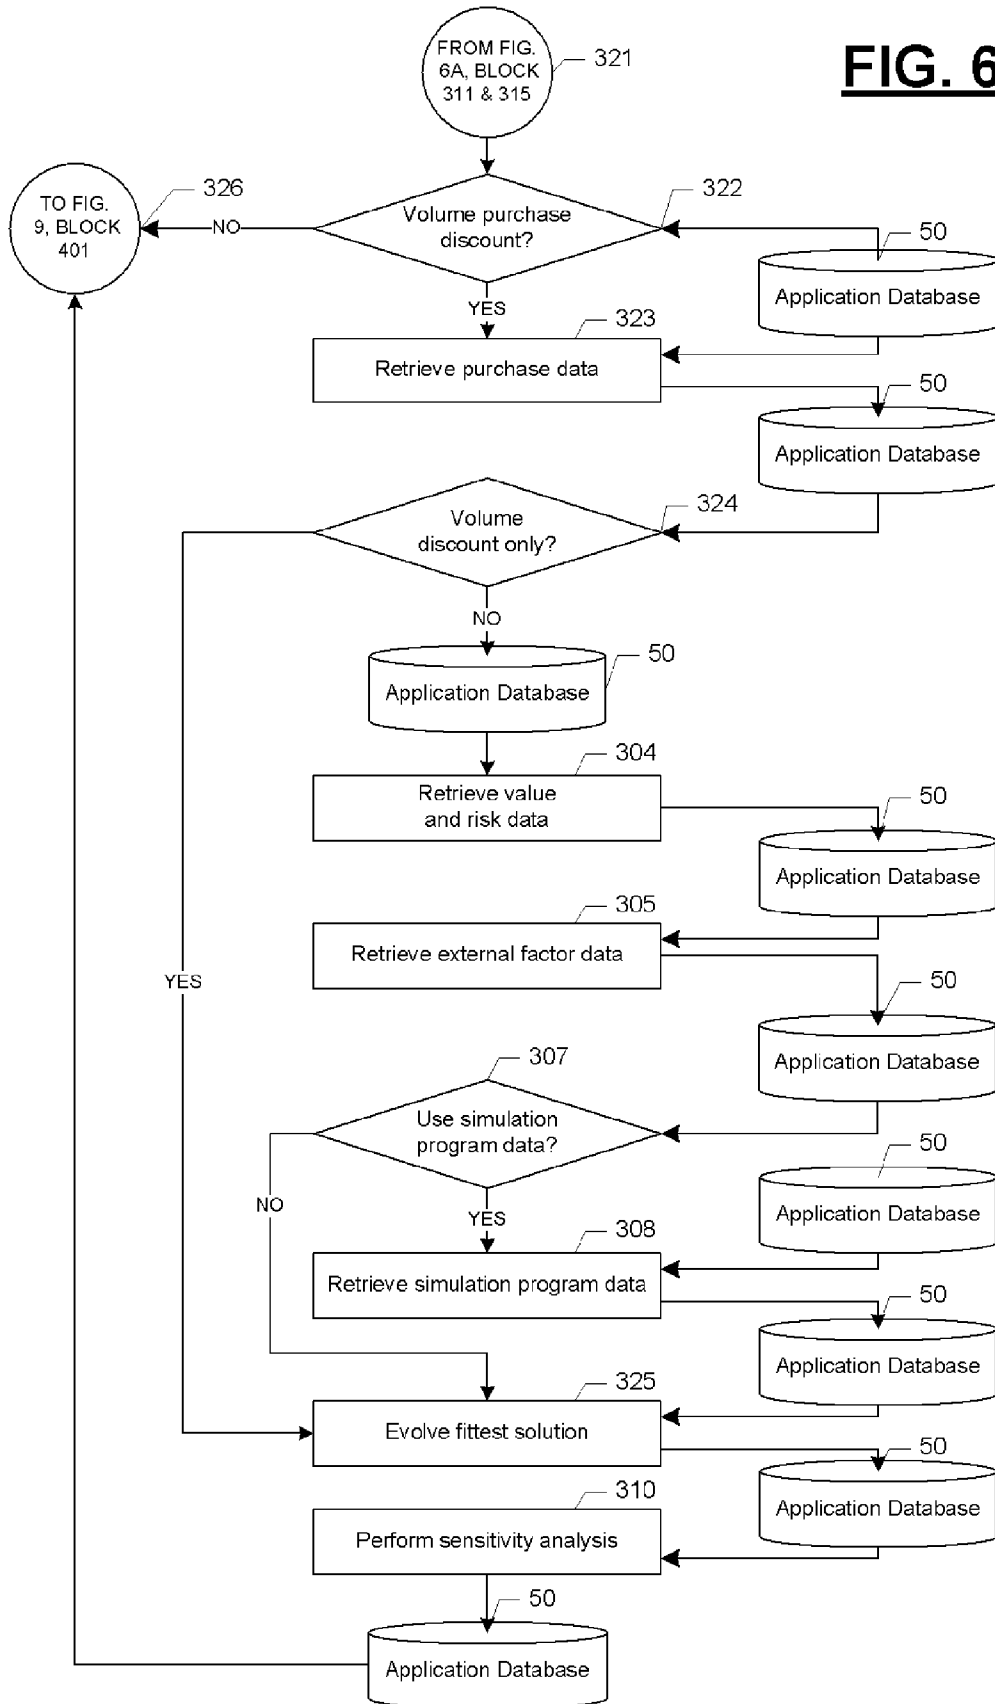 FROM FIG.
6A, BLOCK
311 & 315
321
FIG. 6
TO FIG.
9, BLOCK
401
326
NO
Volume purchase
discount?
322
50
Application Database
YES
323
Retrieve purchase data
50
Application Database
Volume
discount only?
324
NO
50
Application Database
304
Retrieve value
and risk data
50
Application Database
305
Retrieve external factor data
YES
50
Application Database
307
Use simulation
program data?
50
Application Database
NO
YES
308
Retrieve simulation program data
50
Application Database
325
Evolve fittest solution
50
Application Database
310
Perform sensitivity analysis
50
Application Database